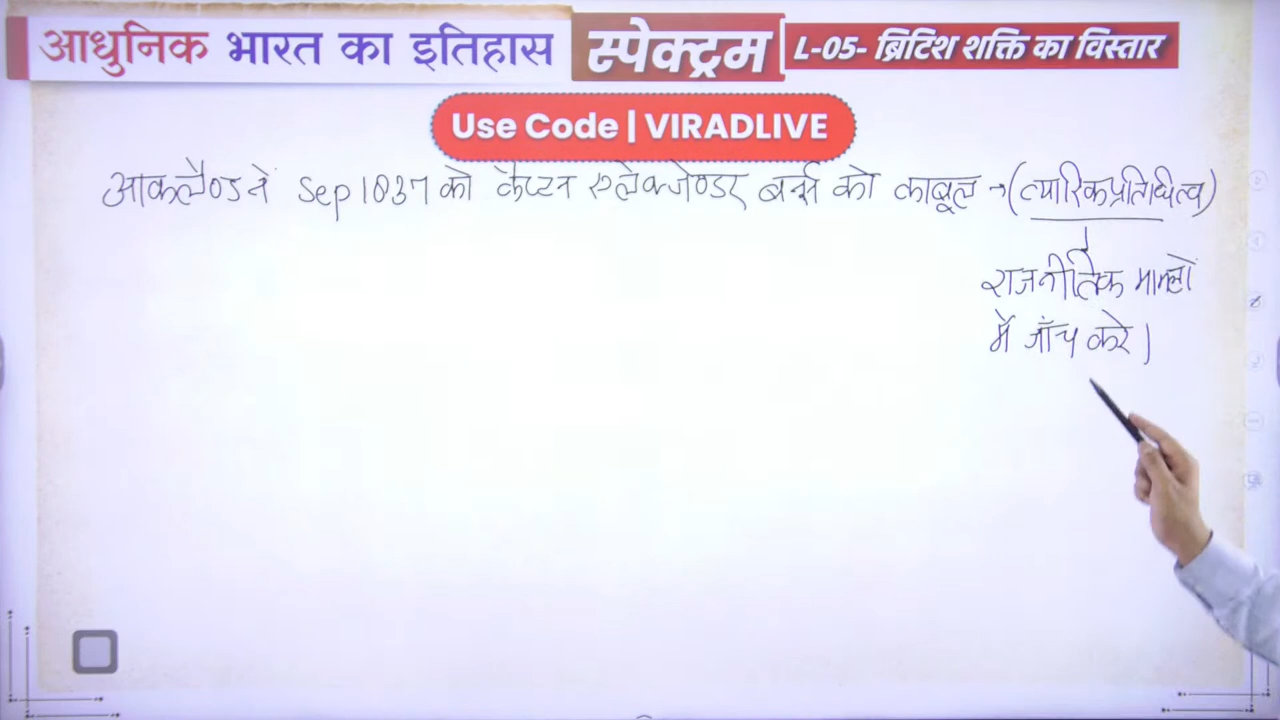 आधुनिक भारत का इतिहास स्पेक्ट्रम L-05- ब्रिटिश शक्ति का विस्तार
Use Code | VIRADLIVE
आकलैण्ड ने Sep 1837 को कैप्टन एलेक्जेण्डर बर्न्स को काबूल → (व्यारिक प्रतिधित्व)
राजनीतिक मामलों
में जाँच करे।